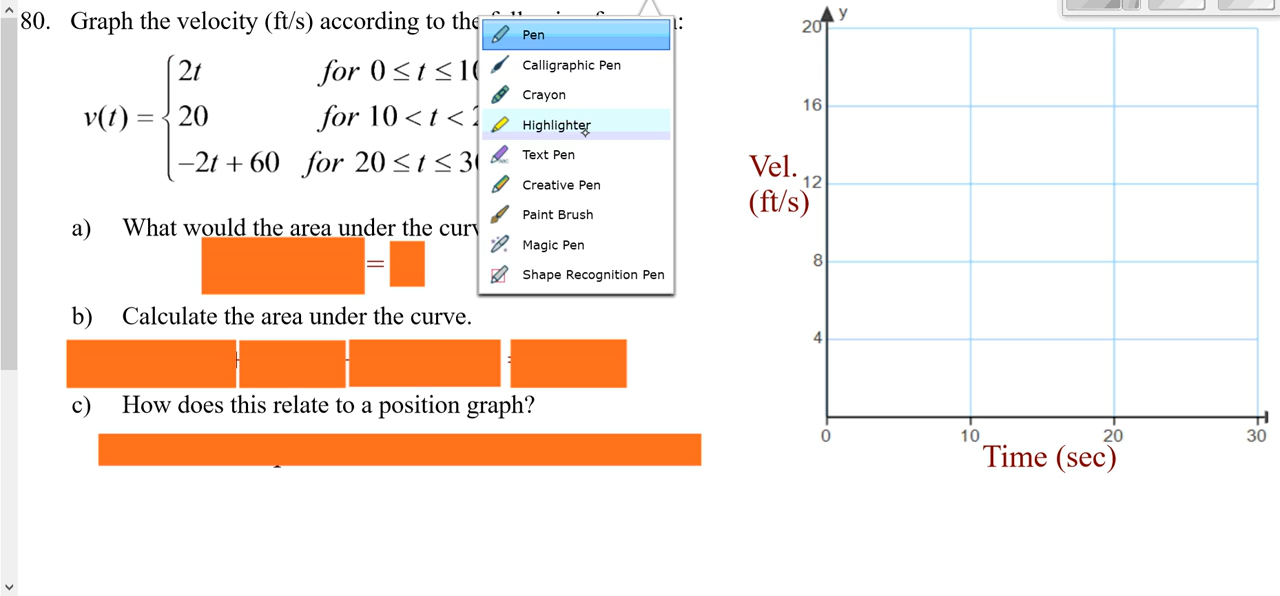 80. Graph the velocity (ft/s) according to the :
v(t) = { 2t for 0 ≤ t ≤ 10
20 for 10 < t <
−2t + 60 for 20 ≤ t ≤ 30
a) What would the area under the curv
=
b) Calculate the area under the curve.
c) How does this relate to a position graph?
Pen
Calligraphic Pen
Crayon
Highlighter
Text Pen
Creative Pen
Paint Brush
Magic Pen
Shape Recognition Pen
y
20
16
Vel.
12
(ft/s)
8
4
0 10 20 30
Time (sec)